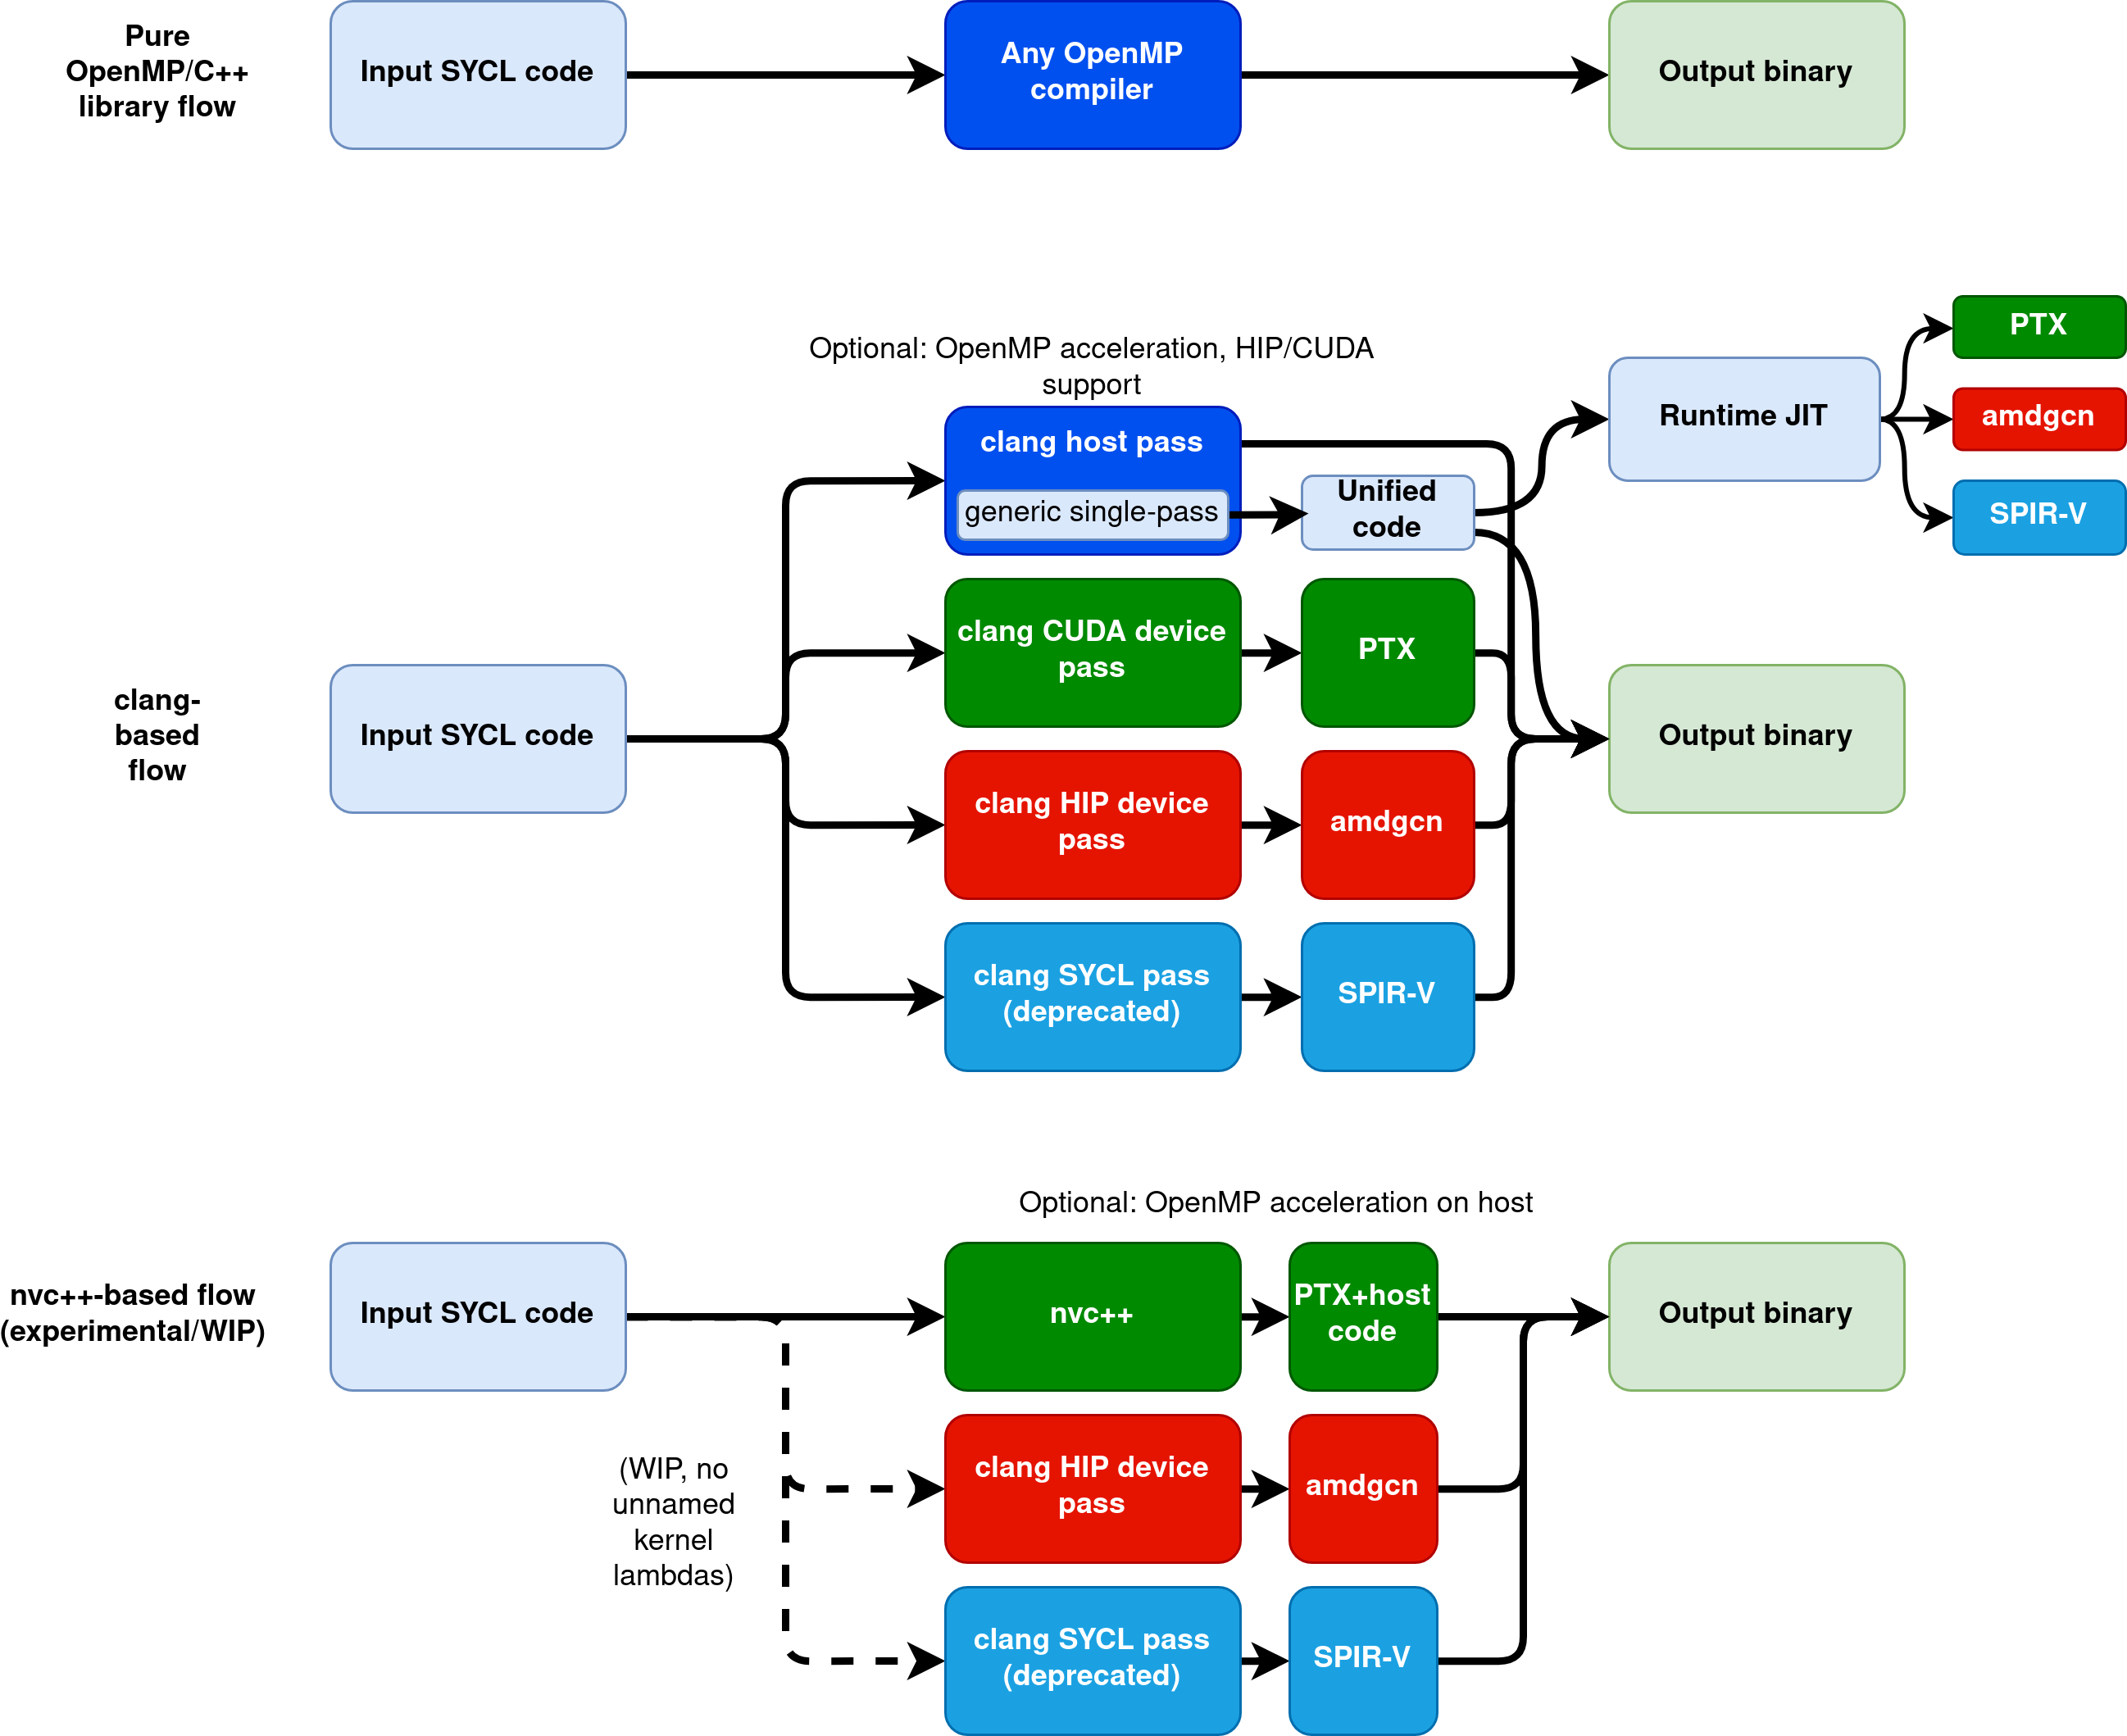 Pure
OpenMP/C++
library flow
Input SYCL code
Any OpenMP
compiler
Output binary
Optional: OpenMP acceleration, HIP/CUDA
support
clang host pass
generic single-pass
Unified
code
Runtime JIT
PTX
amdgcn
SPIR-V
clang-
based
flow
Input SYCL code
clang CUDA device
pass
PTX
clang HIP device
pass
amdgcn
clang SYCL pass
(deprecated)
SPIR-V
Output binary
Optional: OpenMP acceleration on host
nvc++-based flow
(experimental/WIP)
Input SYCL code
(WIP, no
unnamed
kernel
lambdas)
nvc++
PTX+host
code
clang HIP device
pass
amdgcn
clang SYCL pass
(deprecated)
SPIR-V
Output binary